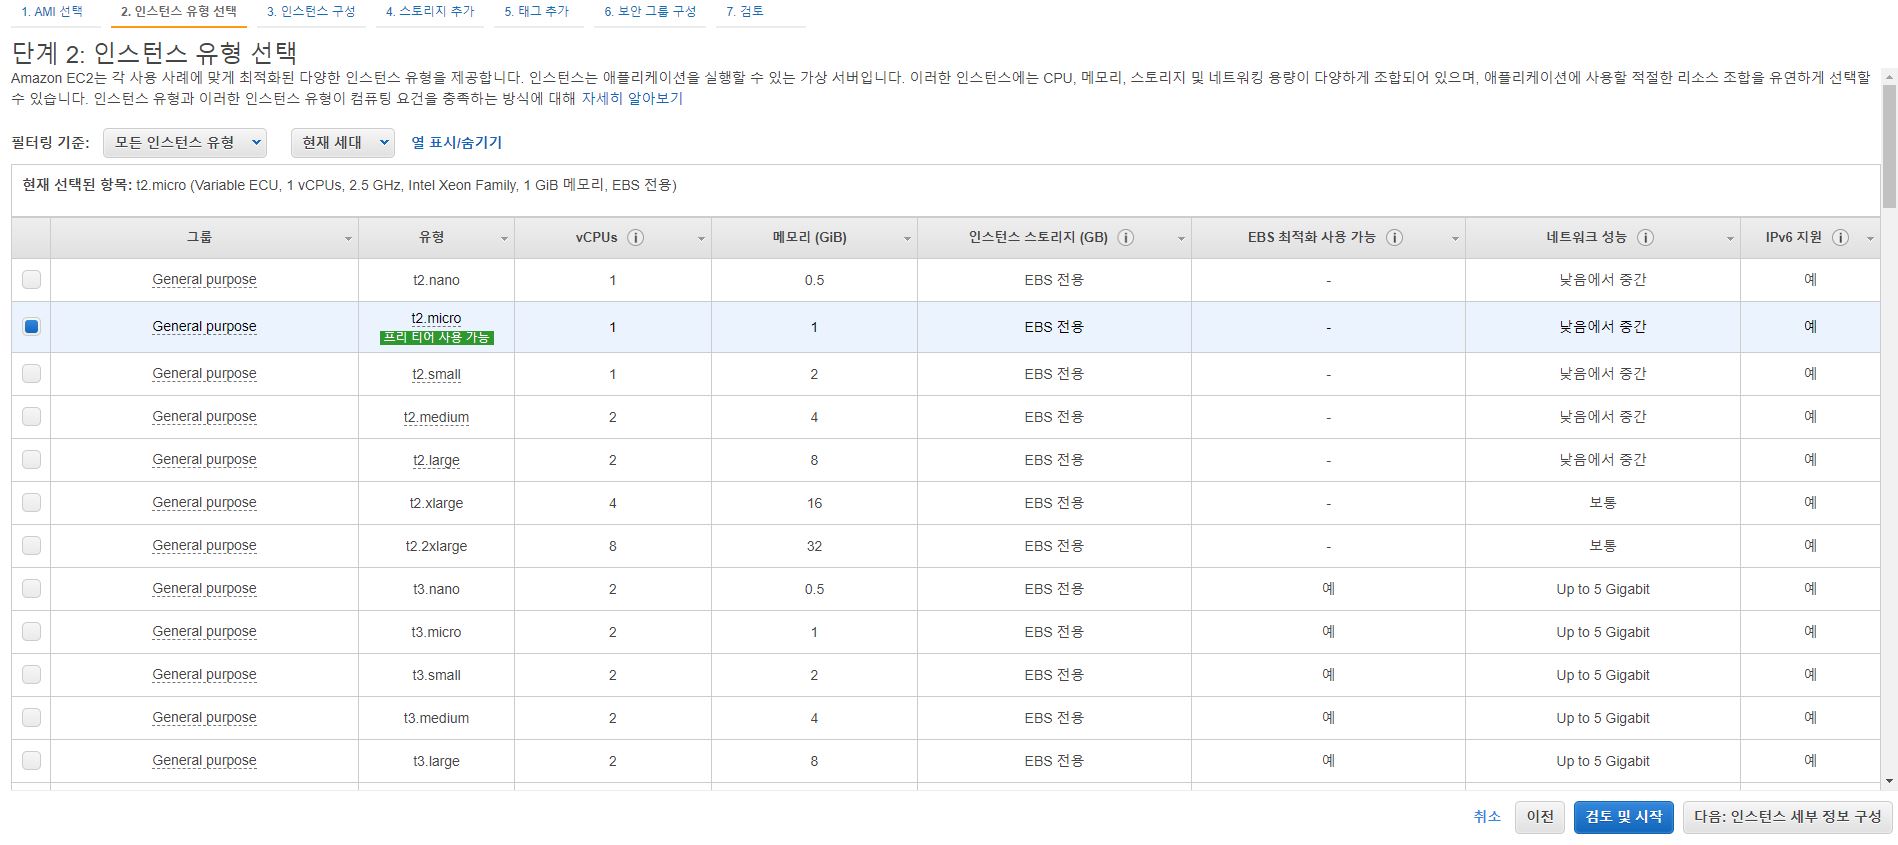 1. AMI 선택 2. 인스턴스 유형 선택 3. 인스턴스 구성 4. 스토리지 추가 5. 태그 추가 6. 보안 그룹 구성 7. 검토
단계 2: 인스턴스 유형 선택
Amazon EC2는 각 사용 사례에 맞게 최적화된 다양한 인스턴스 유형을 제공합니다. 인스턴스는 애플리케이션을 실행할 수 있는 가상 서버입니다. 이러한 인스턴스에는 CPU, 메모리, 스토리지 및 네트워킹 용량이 다양하게 조합되어 있으며, 애플리케이션에 사용할 적절한 리소스 조합을 유연하게 선택할
수 있습니다. 인스턴스 유형과 이러한 인스턴스 유형이 컴퓨팅 요건을 충족하는 방식에 대해 자세히 알아보기
필터링 기준: 모든 인스턴스 유형 현재 세대 열 표시/숨기기
현재 선택된 항목: t2.micro (Variable ECU, 1 vCPUs, 2.5 GHz, Intel Xeon Family, 1 GiB 메모리, EBS 전용)
그룹 유형 vCPUs i 메모리 (GiB) 인스턴스 스토리지 (GB) i EBS 최적화 사용 가능 i 네트워크 성능 i IPv6 지원 i
General purpose t2.nano 1 0.5 EBS 전용 - 낮음에서 중간 예
General purpose t2.micro 1 1 EBS 전용 - 낮음에서 중간 예
프리 티어 사용 가능
General purpose t2.small 1 2 EBS 전용 - 낮음에서 중간 예
General purpose t2.medium 2 4 EBS 전용 - 낮음에서 중간 예
General purpose t2.large 2 8 EBS 전용 - 낮음에서 중간 예
General purpose t2.xlarge 4 16 EBS 전용 - 보통 예
General purpose t2.2xlarge 8 32 EBS 전용 - 보통 예
General purpose t3.nano 2 0.5 EBS 전용 예 Up to 5 Gigabit 예
General purpose t3.micro 2 1 EBS 전용 예 Up to 5 Gigabit 예
General purpose t3.small 2 2 EBS 전용 예 Up to 5 Gigabit 예
General purpose t3.medium 2 4 EBS 전용 예 Up to 5 Gigabit 예
General purpose t3.large 2 8 EBS 전용 예 Up to 5 Gigabit 예
취소 이전 검토 및 시작 다음: 인스턴스 세부 정보 구성